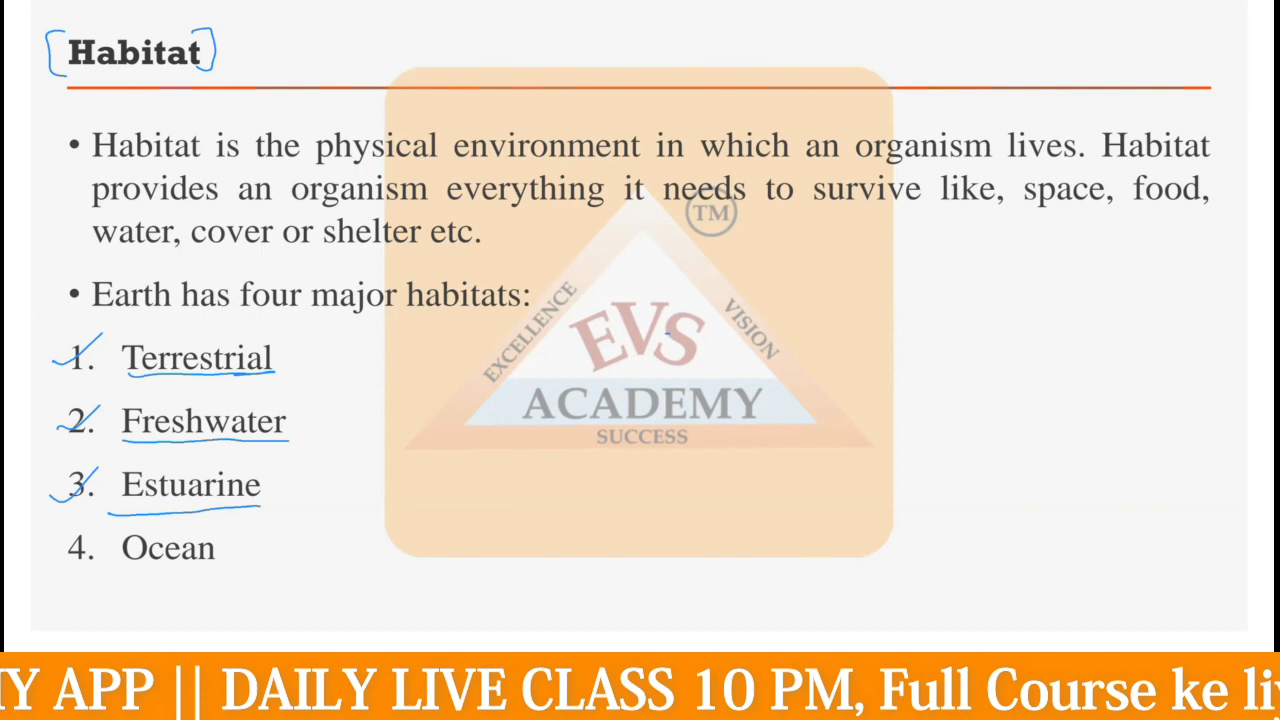 Habitat
• Habitat is the physical environment in which an organism lives. Habitat
provides an organism everything it needs to survive like, space, food,
water, cover or shelter etc.
• Earth has four major habitats:
1. Terrestrial
2. Freshwater
3. Estuarine
4. Ocean
TM
EXCELLENCE
VISION
EVS
ACADEMY
SUCCESS
APP || DAILY LIVE CLASS 10 PM, Full Course ke